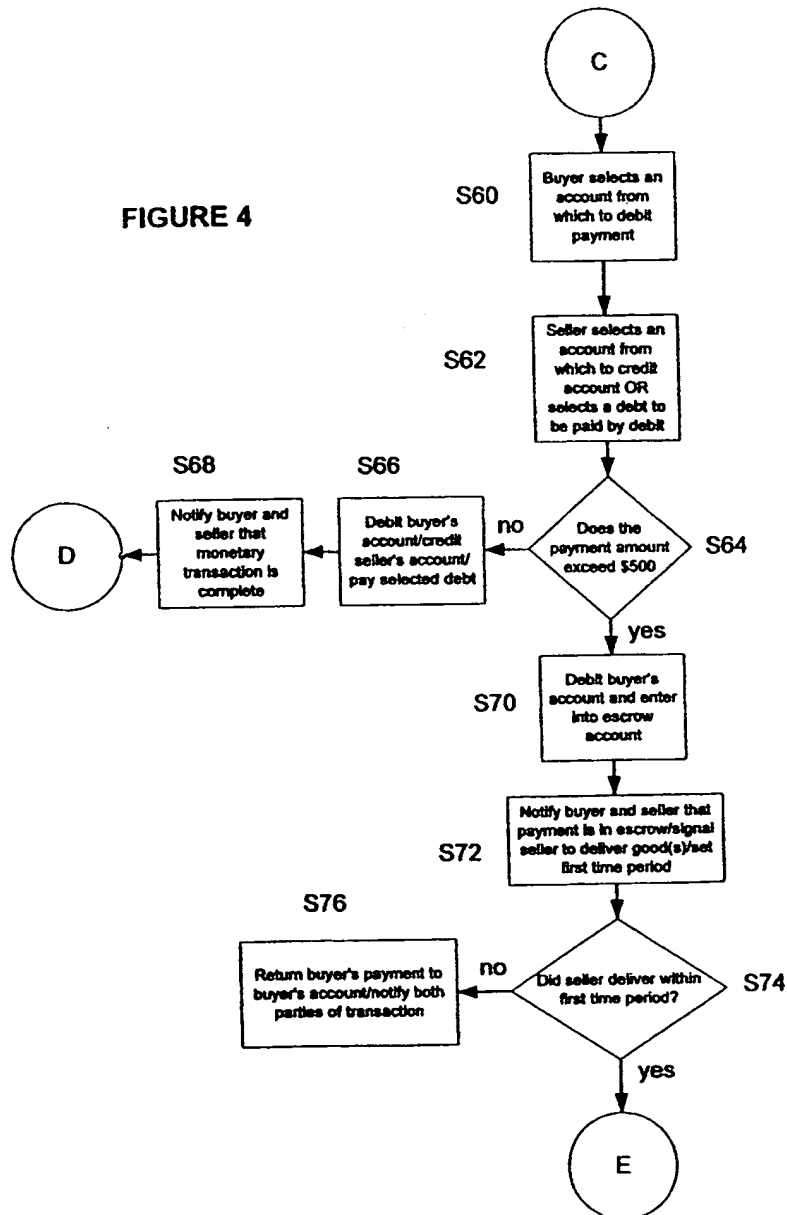 C
S60
Buyer selects an
account from
which to debit
payment
FIGURE 4
S62
Seller selects an
account from
which to credit
account OR
selects a debt to
be paid by debit
S68
S66
Notify buyer and
seller that
monetary
transaction is
complete
Debit buyer's
account/credit
seller's account/
pay selected debt
no
Does the
payment amount
exceed $500
S64
D
yes
S70
Debit buyer's
account and enter
into escrow
account
S72
Notify buyer and seller that
payment is in escrow/signal
seller to deliver good(s)/set
first time period
S76
Return buyer's payment to
buyer's account/notify both
parties of transaction
no
Did seller deliver within
first time period?
S74
yes
E